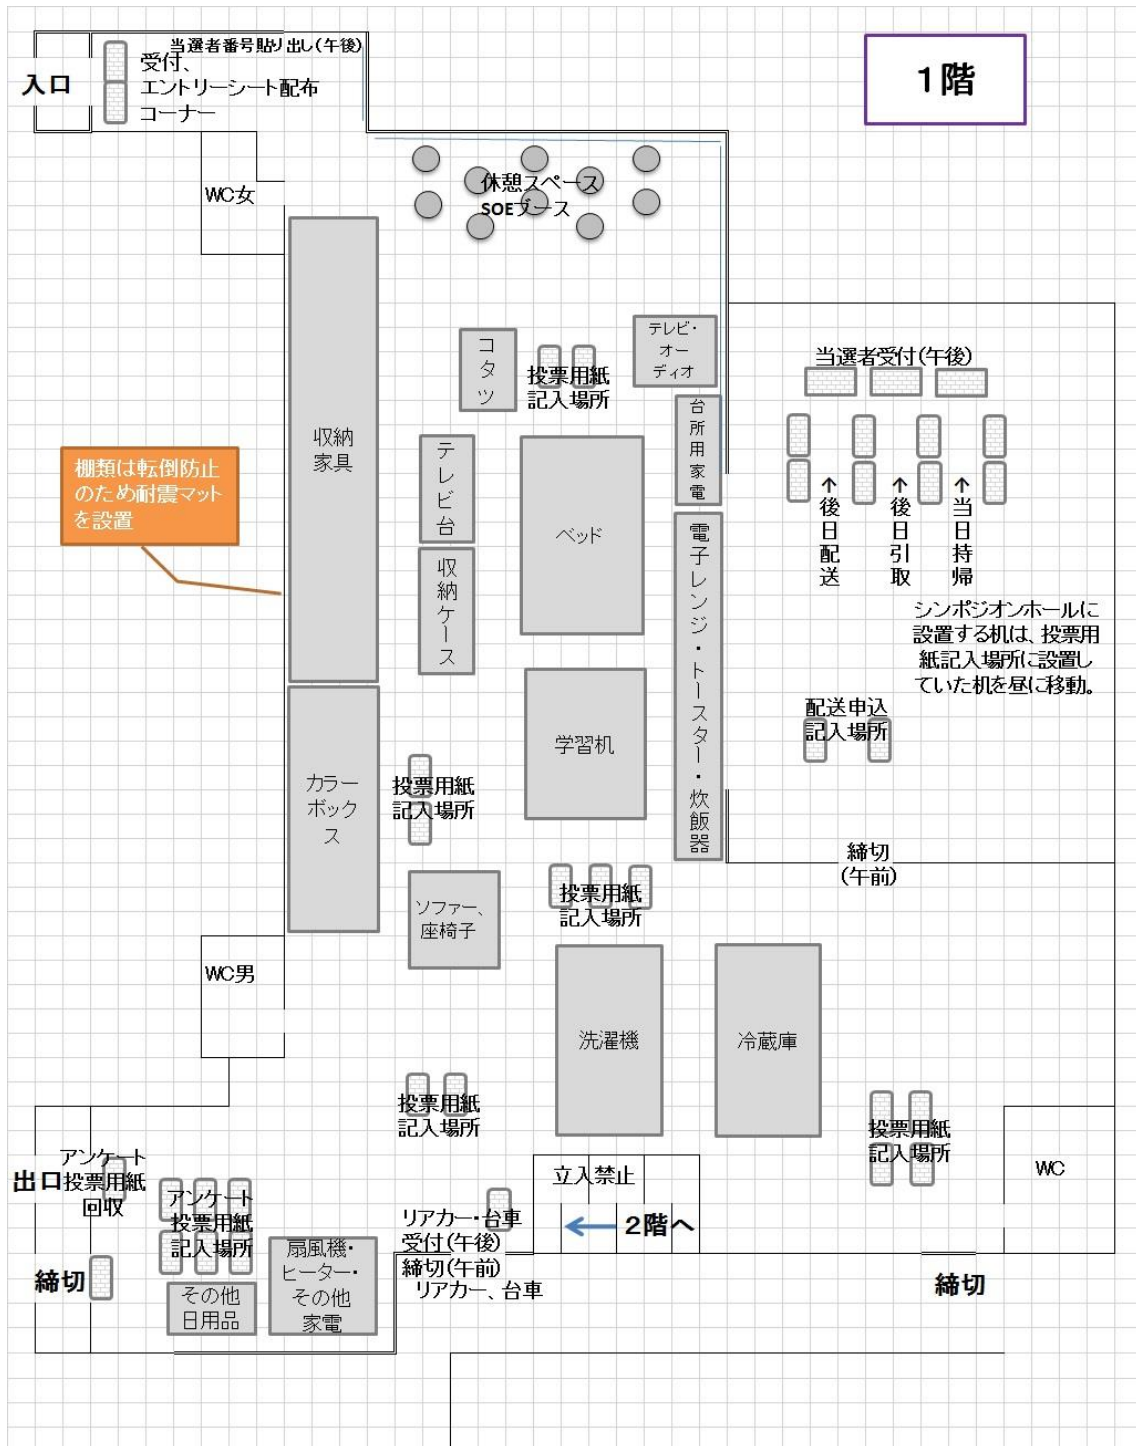 当選者番号貼り出し(午後)
受付、
エントリーシート配布
コーナー
入口
1階
WC女
休憩スペース
SOEブース
収納
家具
コタツ
投票用紙
記入場所
テレビ・
オー
ディオ
台所用家電
当選者受付(午後)
棚類は転倒防止
のため耐震マット
を設置
テレビ台
収納ケース
ベッド
電子レンジ・トースター・炊飯器
↑後日配送
↑後日引取
↑当日持帰
シンポジオンホールに
設置する机は、投票用
紙記入場所に設置し
ていた机を昼に移動。
配送申込
記入場所
学習机
カラー
ボック
ス
投票用紙
記入場所
締切
(午前)
ソファー、
座椅子
投票用紙
記入場所
WC男
洗濯機
冷蔵庫
投票用紙
記入場所
投票用紙
記入場所
WC
出口
アンケート
投票用紙
回収
アンケート
投票用紙
記入場所
立入禁止
2階へ
リアカー・台車
受付(午後)
締切(午前)
リアカー、台車
扇風機・
ヒーター・
その他
家電
その他
日用品
締切
締切